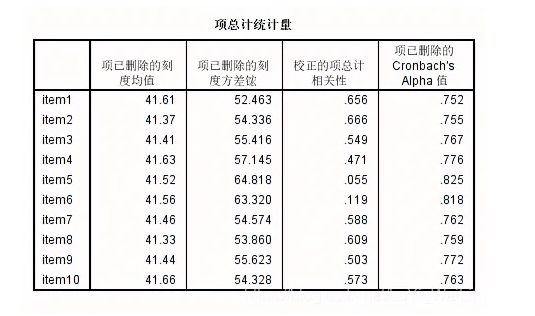 项总计统计量
项已删除的刻度均值 项已删除的刻度方差 校正的项总计相关性 项已删除的 Cronbach's Alpha 值
item1 41.61 52.463 .656 .752
item2 41.37 54.336 .666 .755
item3 41.41 55.416 .549 .767
item4 41.63 57.145 .471 .776
item5 41.52 64.818 .055 .825
item6 41.56 63.320 .119 .818
item7 41.46 54.574 .588 .762
item8 41.33 53.860 .609 .759
item9 41.44 55.623 .503 .772
item10 41.66 54.328 .573 .763